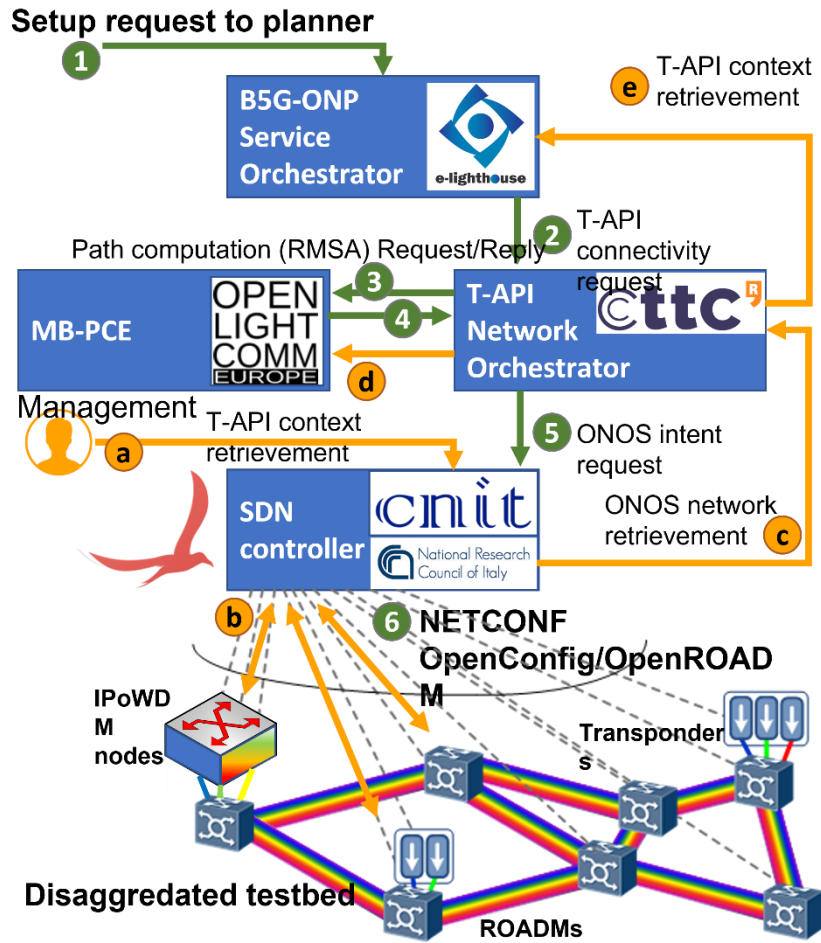 Setup request to planner
1
B5G-ONP
Service
Orchestrator
e-lighthouse
e
T-API context
retrievement
2
T-API
connectivity
request
Path computation (RMSA) Request/Reply
3
4
MB-PCE
OPEN
LIGHT
COMM
EUROPE
T-API
Network
Orchestrator
cttc
R
d
Management
a
T-API context
retrievement
5
ONOS intent
request
ONOS network
retrievement
c
SDN
controller
cnit
National Research
Council of Italy
b
6
NETCONF
OpenConfig/OpenROAD
M
IPoWD
M
nodes
Transponder
s
Disaggredated testbed
ROADMs